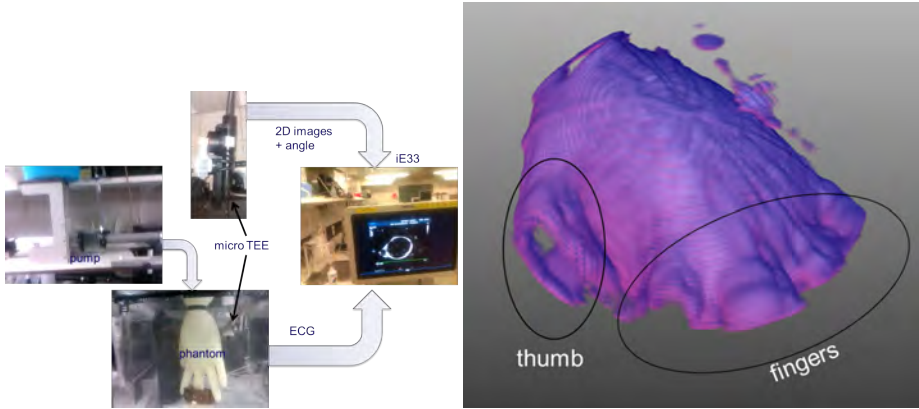 2D images
+ angle
iE33
micro TEE
pump
ECG
phantom
thumb
fingers